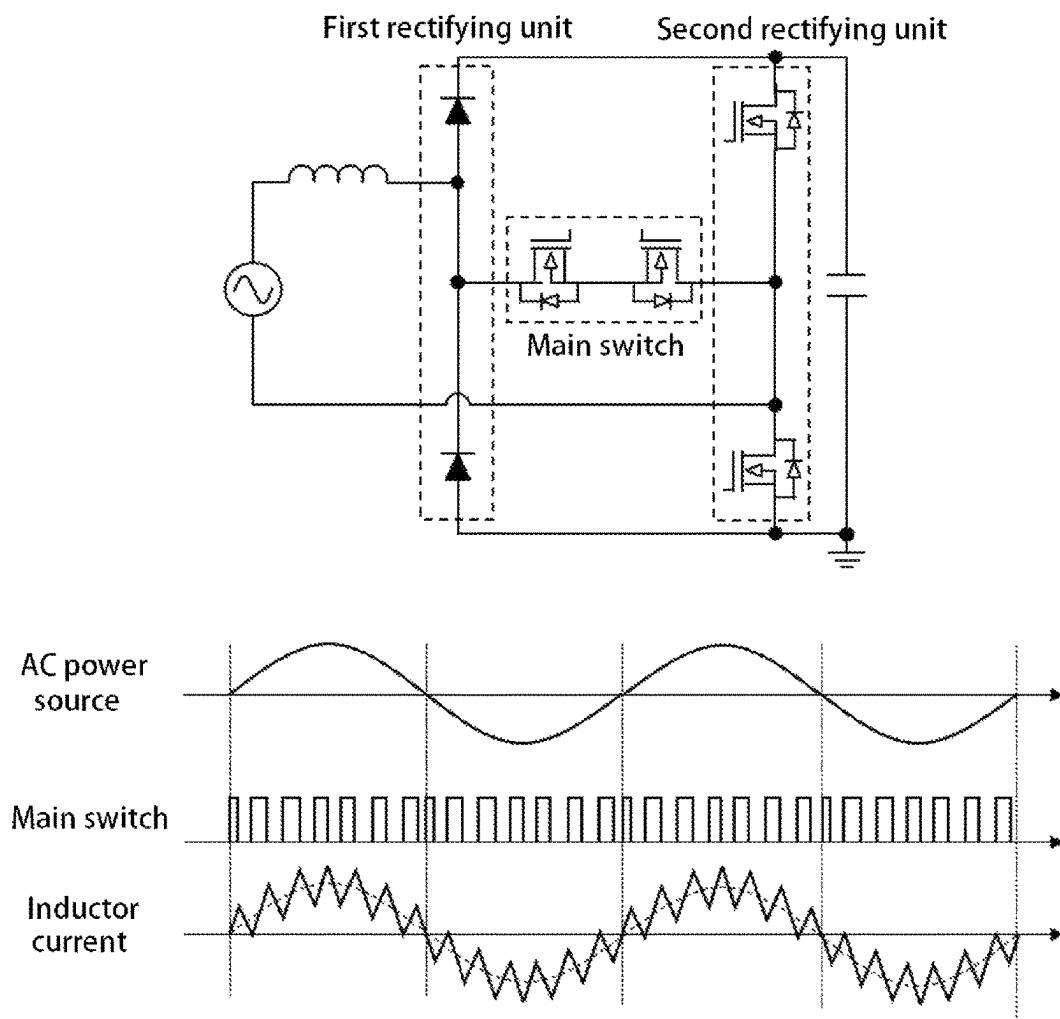 First rectifying unit
Second rectifying unit
Main switch
AC power
source
Main switch
Inductor
current